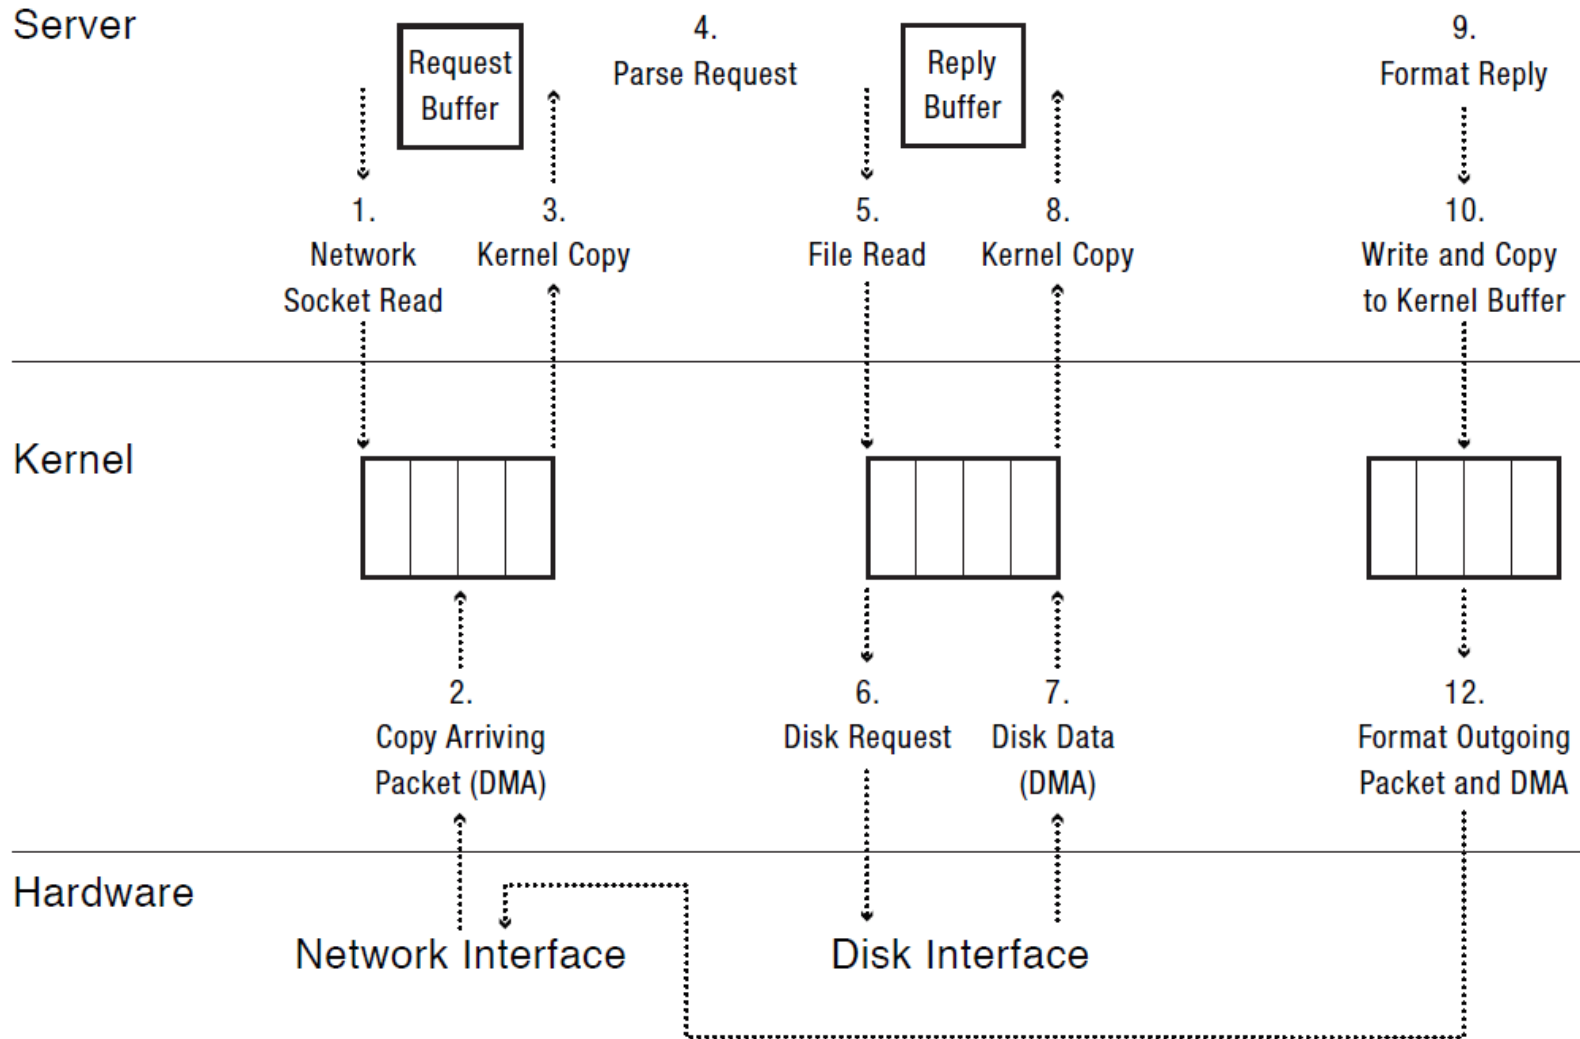 Server
Request
Buffer
4.
Parse Request
Reply
Buffer
9.
Format Reply
1.
Network
Socket Read
3.
Kernel Copy
5.
File Read
8.
Kernel Copy
10.
Write and Copy
to Kernel Buffer
Kernel
2.
Copy Arriving
Packet (DMA)
6.
Disk Request
7.
Disk Data
(DMA)
12.
Format Outgoing
Packet and DMA
Hardware
Network Interface
Disk Interface